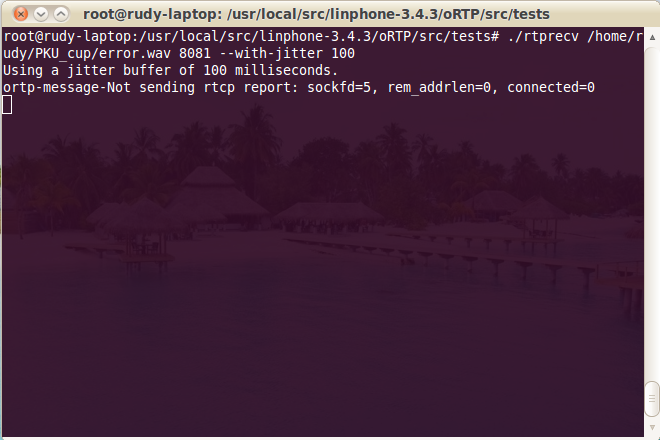 root@rudy-laptop: /usr/local/src/linphone-3.4.3/oRTP/src/tests
root@rudy-laptop:/usr/local/src/linphone-3.4.3/oRTP/src/tests# ./rtprecv /home/r
udy/PKU_cup/error.wav 8081 --with-jitter 100
Using a jitter buffer of 100 milliseconds.
ortp-message-Not sending rtcp report: sockfd=5, rem_addrlen=0, connected=0